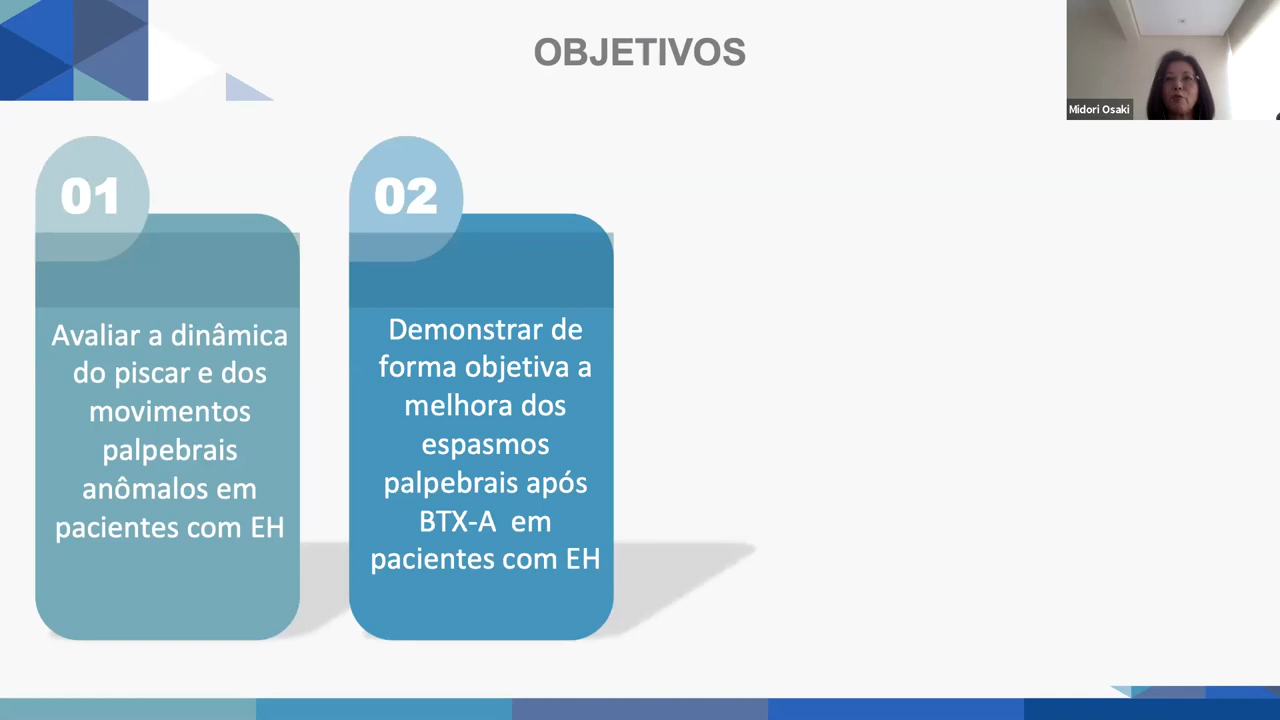 OBJETIVOS
Midori Osaki
01
Avaliar a dinâmica
do piscar e dos
movimentos
palpebrais
anômalos em
pacientes com EH
02
Demonstrar de
forma objetiva a
melhora dos
espasmos
palpebrais após
BTX-A em
pacientes com EH